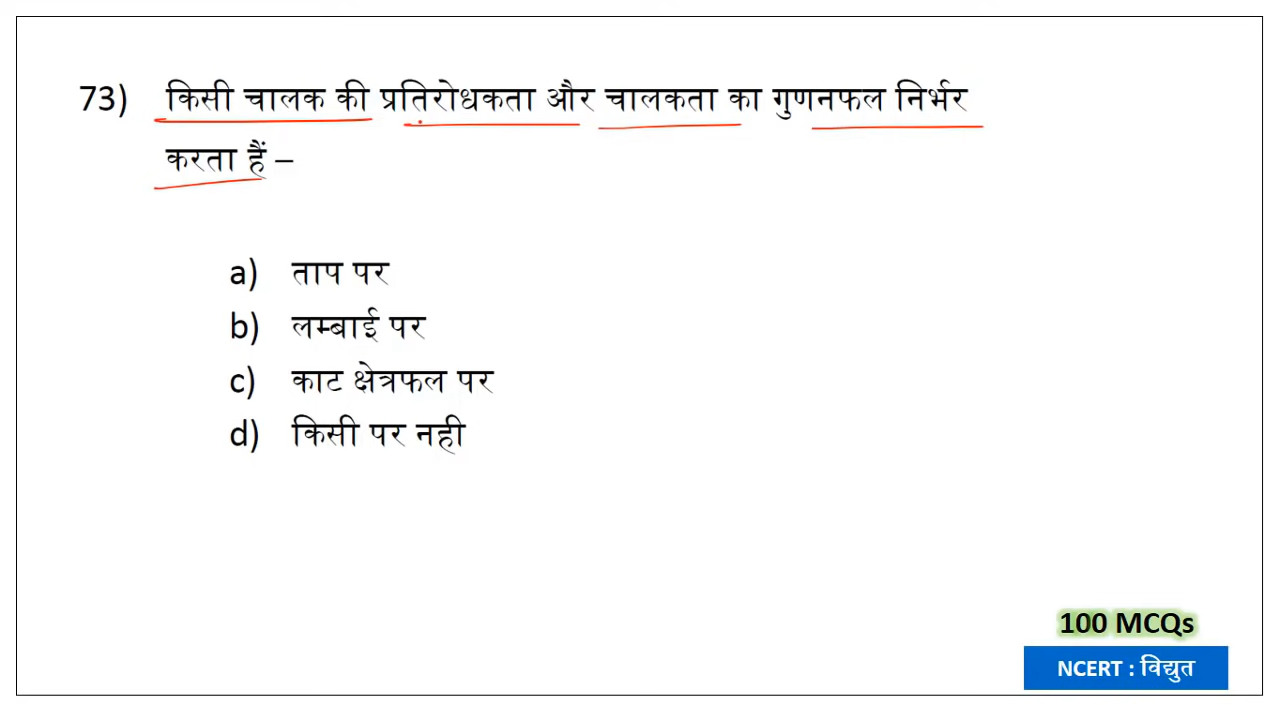 73) किसी चालक की प्रतिरोधकता और चालकता का गुणनफल निर्भर
करता हैं –
a) ताप पर
b) लम्बाई पर
c) काट क्षेत्रफल पर
d) किसी पर नही
100 MCQs
NCERT : विद्युत